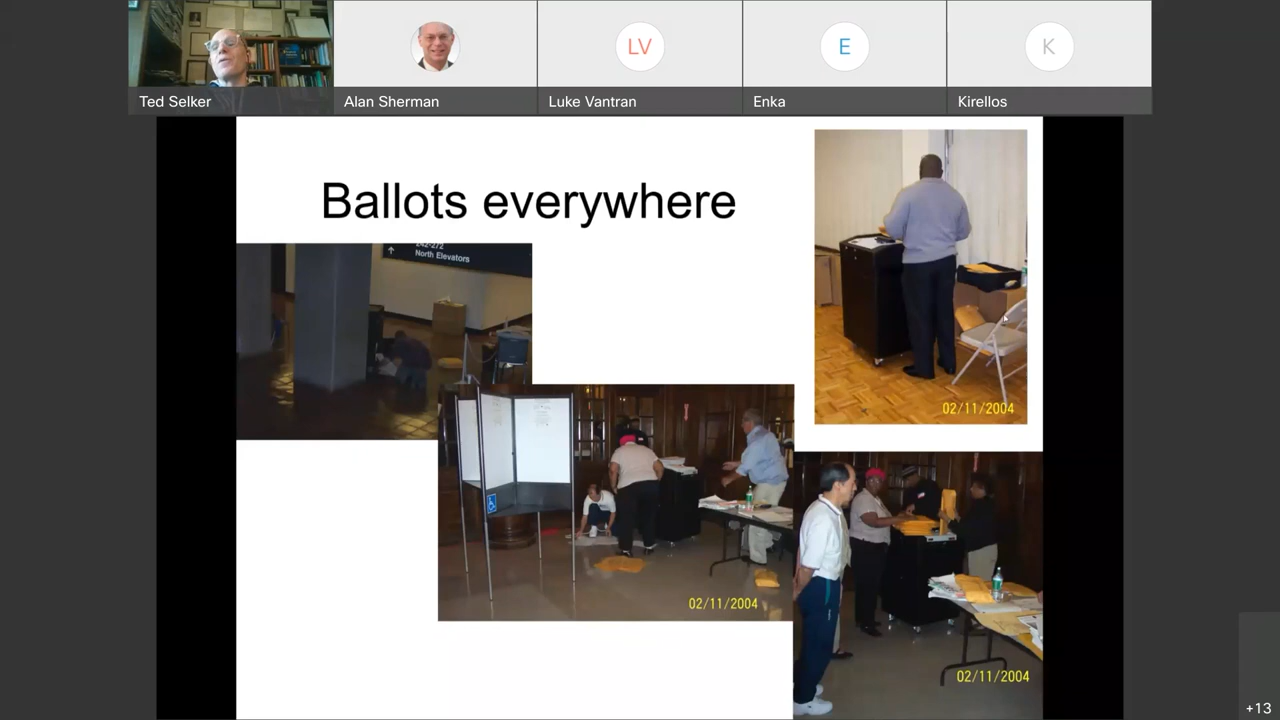 Ted Selker
Alan Sherman
LV
Luke Vantran
E
Enka
K
Kirellos
Ballots everywhere
242-272
North Elevators
02/11/2004
02/11/2004
02/11/2004
+13